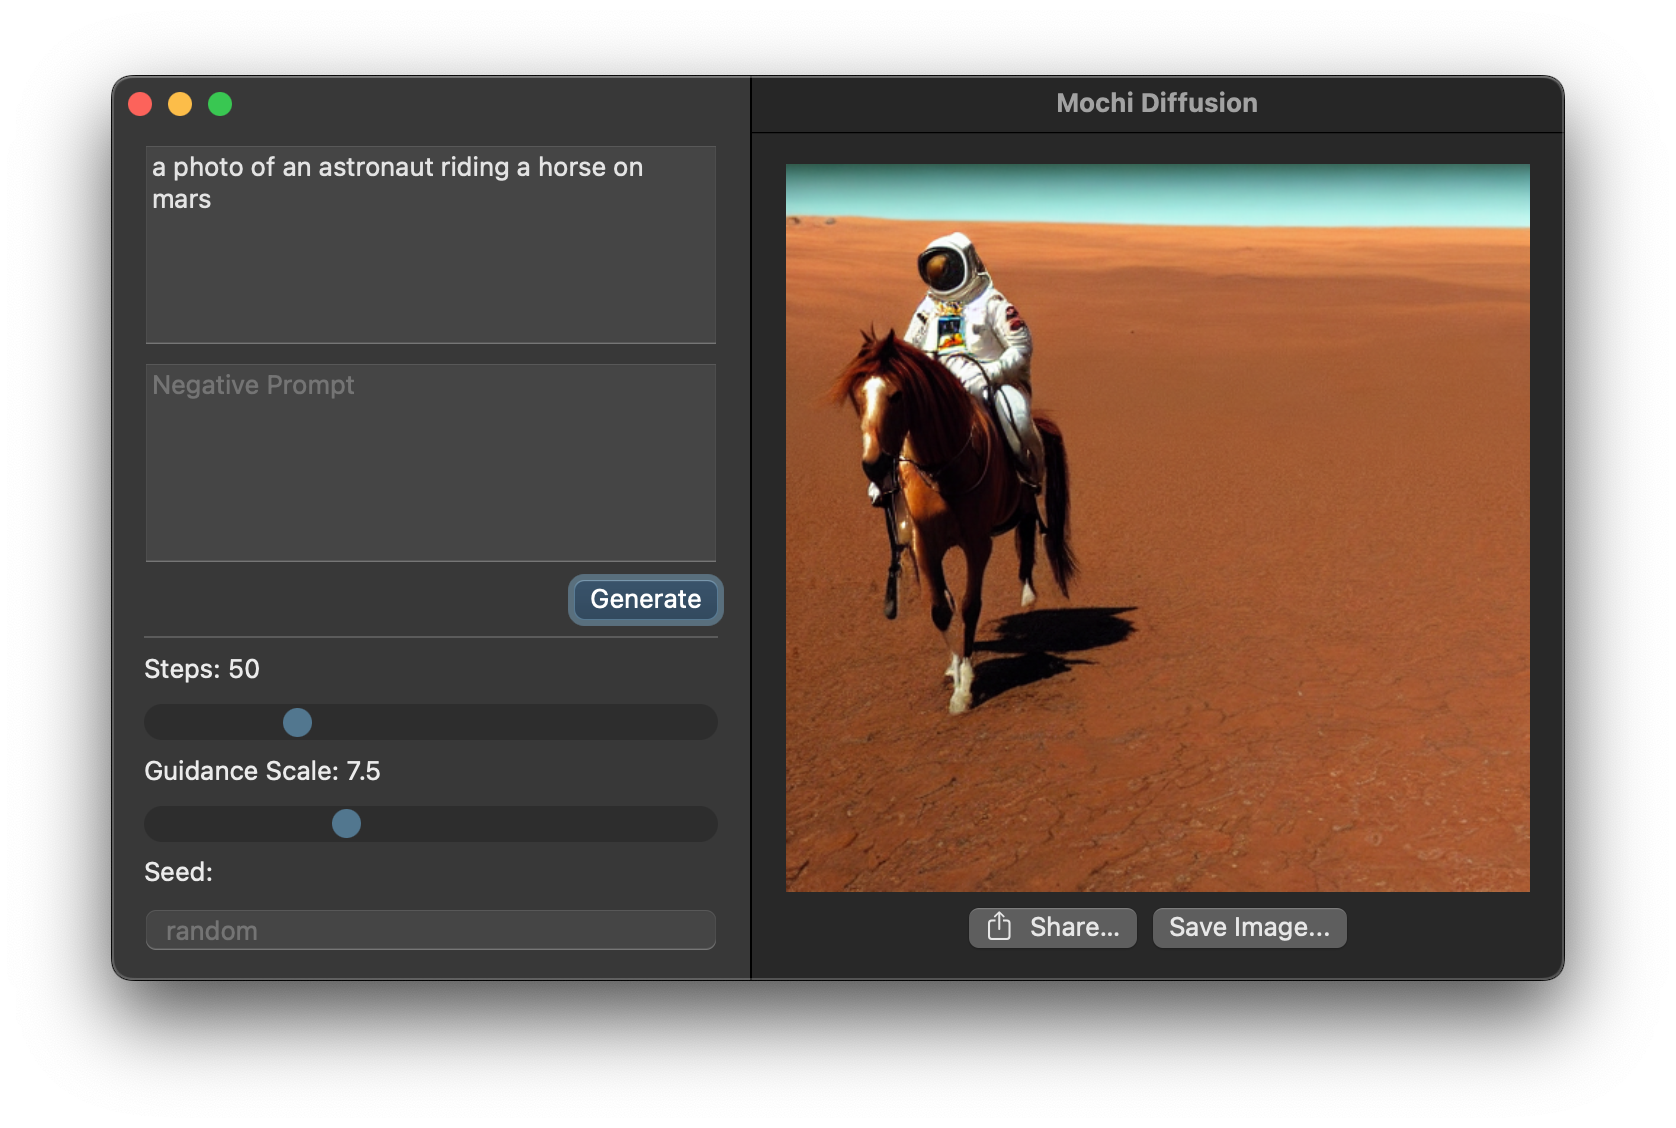 Mochi Diffusion
a photo of an astronaut riding a horse on
mars
Negative Prompt
Generate
Steps: 50
Guidance Scale: 7.5
Seed:
random
Share...
Save Image...